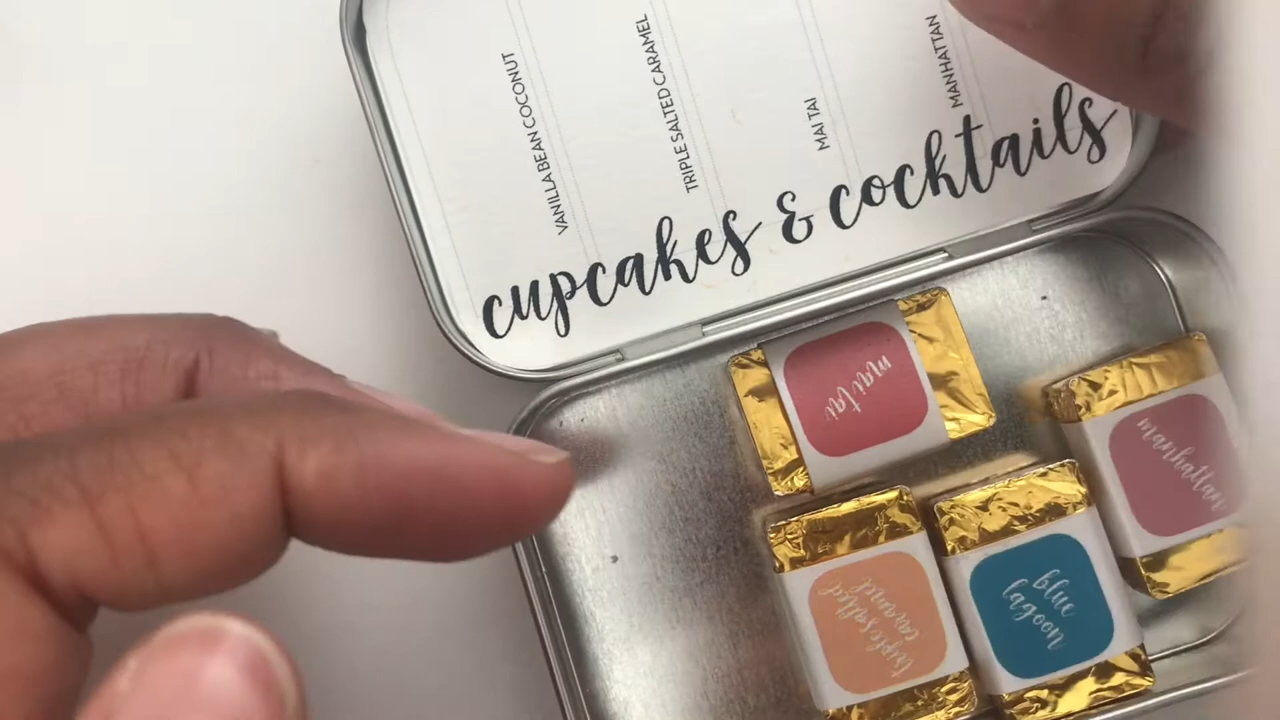 VANILLA BEAN COCONUT
TRIPLE SALTED CARAMEL
MAI TAI
MANHATTAN
cupcakes & cocktails
mai tai
manhattan
triple salted
caramel
blue
lagoon